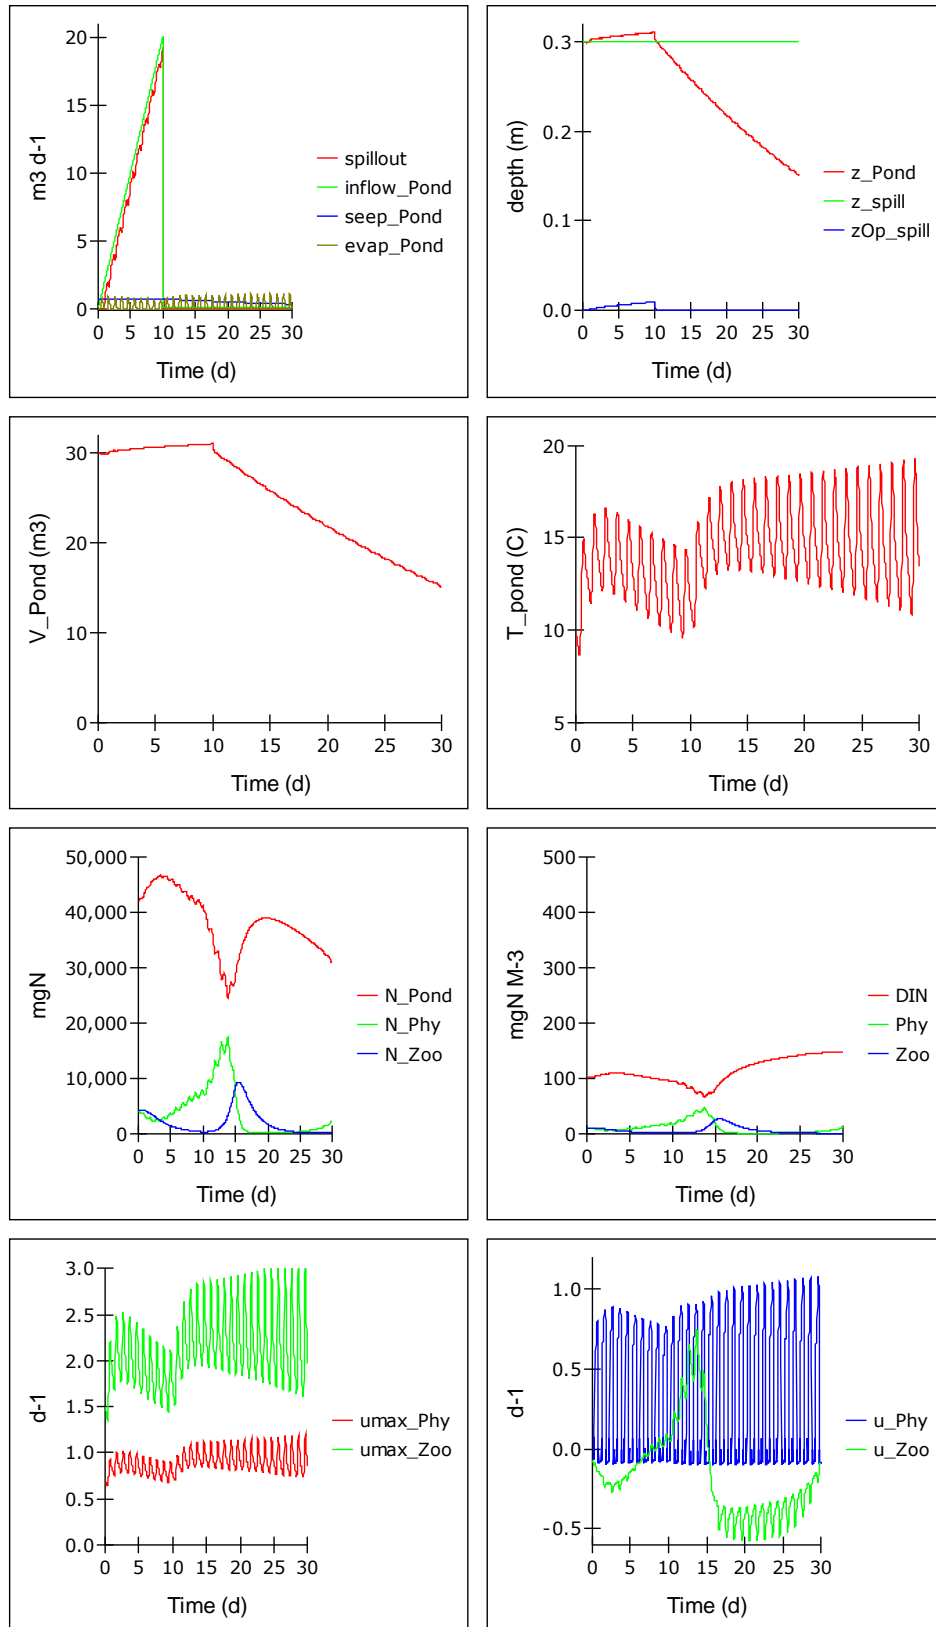 m3 d-1
20
15
10
5
0
0 5 10 15 20 25 30
Time (d)
spillout
inflow_Pond
seep_Pond
evap_Pond
depth (m)
0.3
0.2
0.1
0.0
0 5 10 15 20 25 30
Time (d)
z_Pond
z_spill
zOp_spill
V_Pond (m3)
30
20
10
0
0 5 10 15 20 25 30
Time (d)
T_pond (C)
20
15
10
5
0 5 10 15 20 25 30
Time (d)
mgN
50,000
40,000
30,000
20,000
10,000
0
0 5 10 15 20 25 30
Time (d)
N_Pond
N_Phy
N_Zoo
mgN M-3
500
400
300
200
100
0
0 5 10 15 20 25 30
Time (d)
DIN
Phy
Zoo
d-1
3.0
2.5
2.0
1.5
1.0
0.5
0.0
0 5 10 15 20 25 30
Time (d)
umax_Phy
umax_Zoo
d-1
1.0
0.5
0.0
-0.5
0 5 10 15 20 25 30
Time (d)
u_Phy
u_Zoo